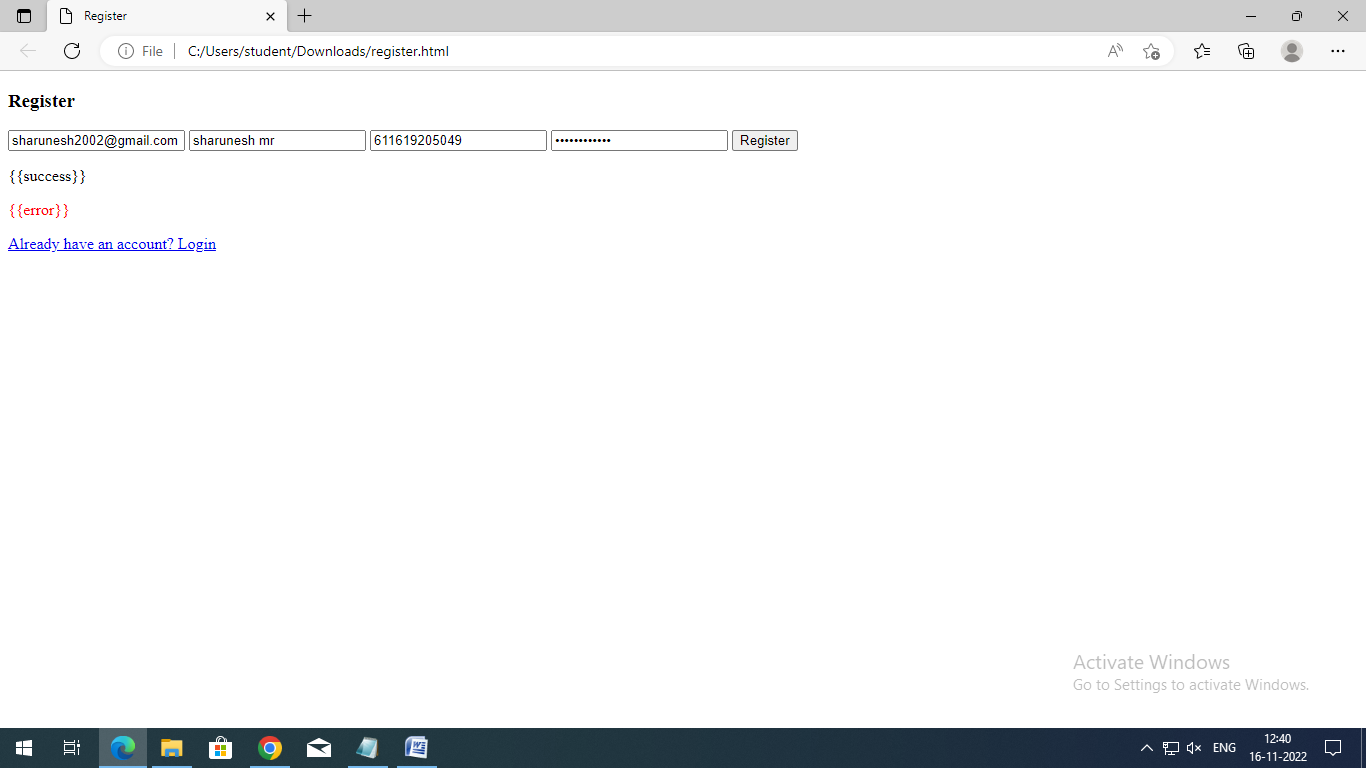 Register
File C:/Users/student/Downloads/register.html
Register
sharunesh2002@gmail.com sharunesh mr 611619205049 •••••••••••• Register
{{success}}
{{error}}
Already have an account? Login
Activate Windows
Go to Settings to activate Windows.
ENG 12:40
16-11-2022